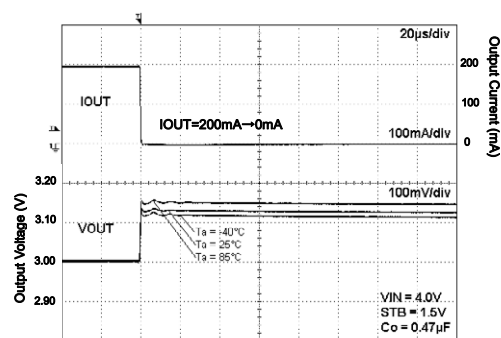 20µs/div
200
IOUT
100
IOUT=200mA→0mA
100mA/div
0
Output Current (mA)
3.20
100mV/div
3.10
VOUT
Ta = -40°C
Ta = 25°C
Ta = 85°C
3.00
2.90
Output Voltage (V)
VIN = 4.0V
STB = 1.5V
Co = 0.47µF